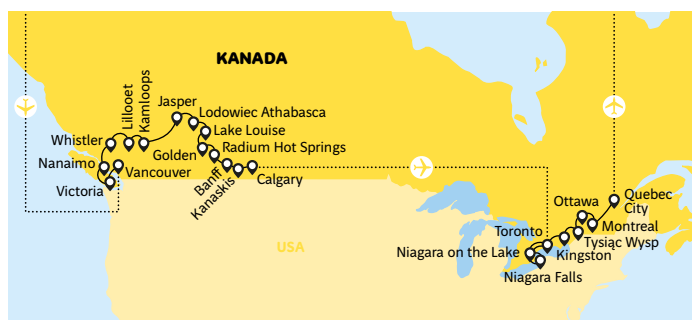 KANADA
Lillooet
Kamloops
Jasper
Lodowiec Athabasca
Lake Louise
Whistler
Golden
Radium Hot Springs
Nanaimo
Vancouver
Banff
Kanaskis
Calgary
Victoria
Ottawa
Quebec
City
Toronto
Montreal
USA
Tysiąc Wysp
Niagara on the Lake
Kingston
Niagara Falls